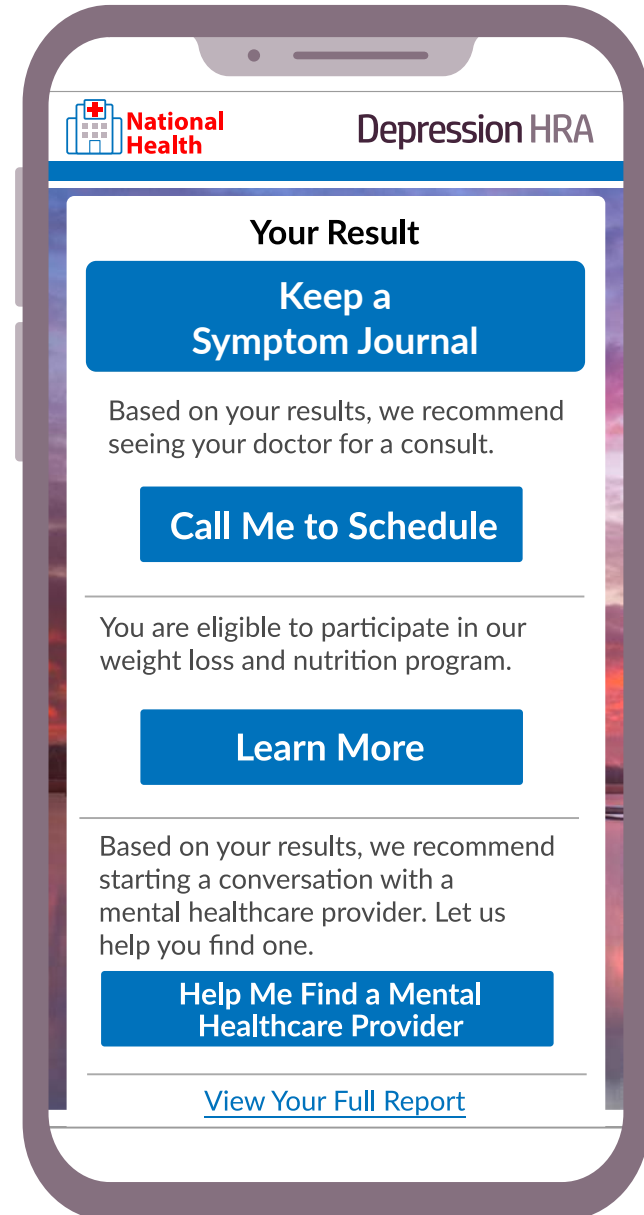 National
Health
Depression HRA
Your Result
Keep a
Symptom Journal
Based on your results, we recommend
seeing your doctor for a consult.
Call Me to Schedule
You are eligible to participate in our
weight loss and nutrition program.
Learn More
Based on your results, we recommend
starting a conversation with a
mental healthcare provider. Let us
help you find one.
Help Me Find a Mental
Healthcare Provider
View Your Full Report